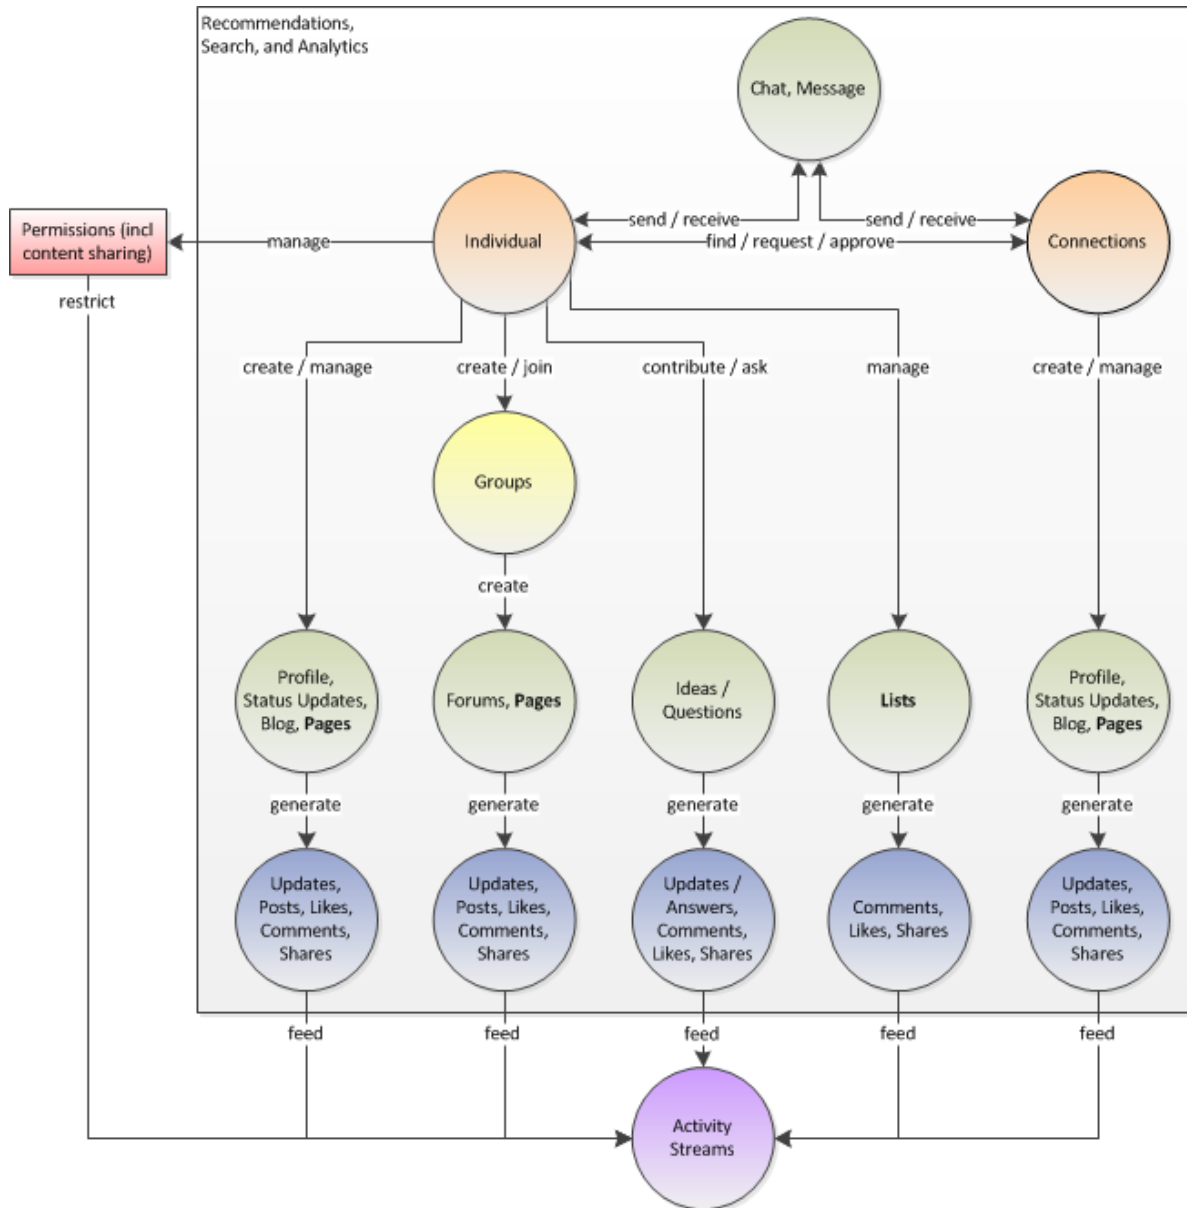 Recommendations,
Search, and Analytics
Chat, Message
Permissions (incl
content sharing)
manage
Individual
send / receive
send / receive
find / request / approve
Connections
restrict
create / manage
create / join
contribute / ask
manage
create / manage
Groups
create
Profile,
Status Updates,
Blog, Pages
Forums, Pages
Ideas /
Questions
Lists
Profile,
Status Updates,
Blog, Pages
generate
generate
generate
generate
generate
Updates,
Posts, Likes,
Comments,
Shares
Updates,
Posts, Likes,
Comments,
Shares
Updates /
Answers,
Comments,
Likes, Shares
Comments,
Likes, Shares
Updates,
Posts, Likes,
Comments,
Shares
feed
feed
feed
feed
feed
Activity
Streams